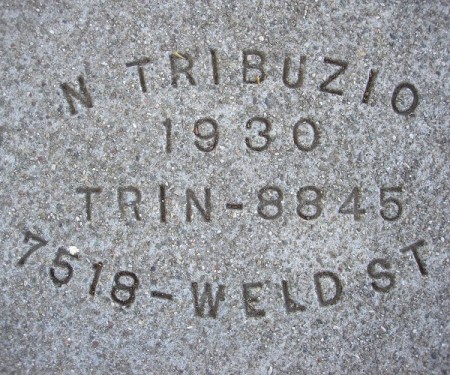 N TRIBUZIO
1930
TRIN-8845
7518-WELD ST